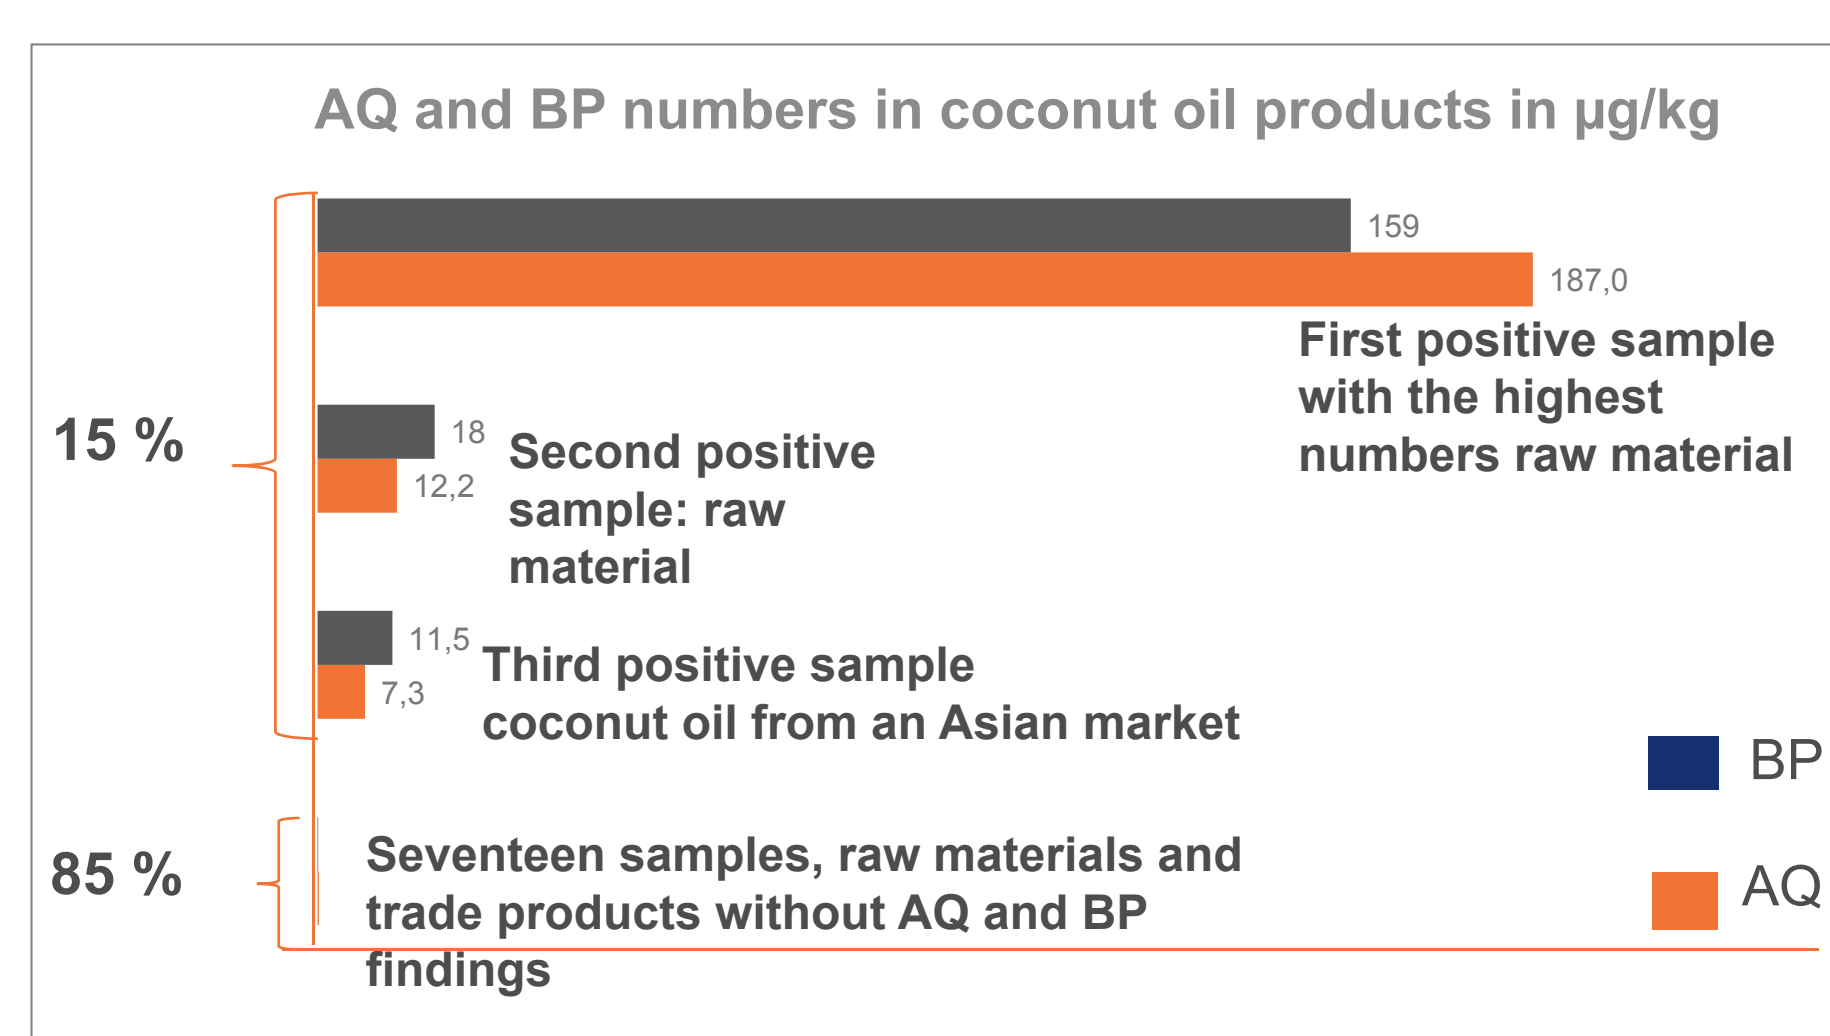 AQ and BP numbers in coconut oil products in µg/kg
159
187,0
First positive sample
with the highest
numbers raw material
15 %
18
12,2
Second positive
sample: raw
material
11,5
7,3
Third positive sample
coconut oil from an Asian market
BP
85 %
Seventeen samples, raw materials and
trade products without AQ and BP
findings
AQ